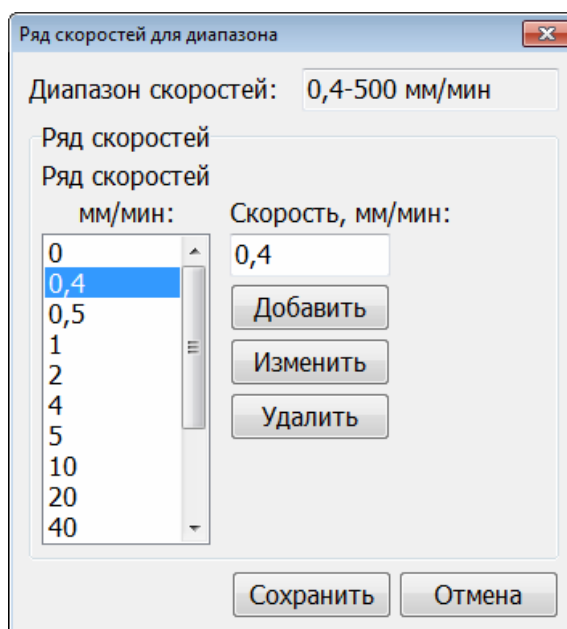 Ряд скоростей для диапазона
Диапазон скоростей: 0,4-500 мм/мин
Ряд скоростей
Ряд скоростей
мм/мин: Скорость, мм/мин:
0
0,4
0,4
0,5
Добавить
1
2
Изменить
4
5
Удалить
10
20
40
Сохранить Отмена